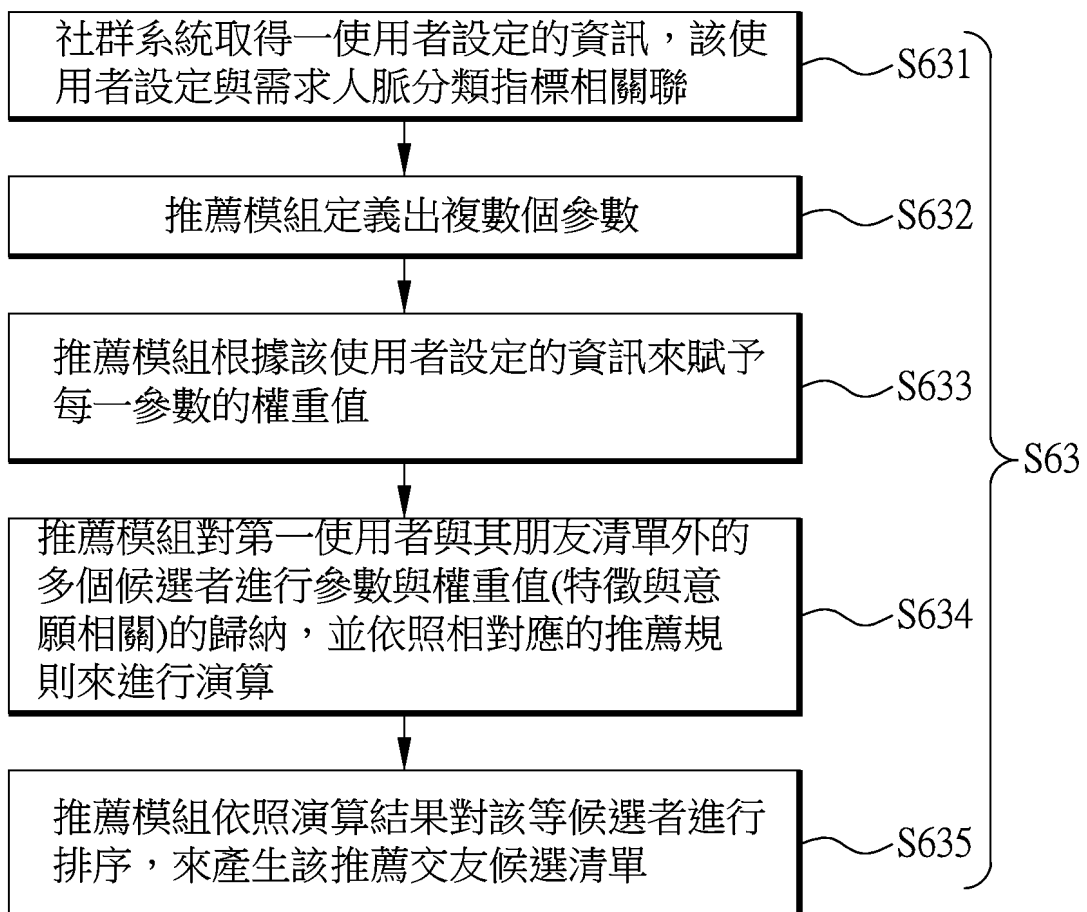 社群系統取得一使用者設定的資訊，該使
用者設定與需求人脈分類指標相關聯
S631
推薦模組定義出複數個參數
S632
推薦模組根據該使用者設定的資訊來賦予
每一參數的權重值
S633
S63
推薦模組對第一使用者與其朋友清單外的
多個候選者進行參數與權重值(特徵與意
願相關)的歸納，並依照相對應的推薦規
則來進行演算
S634
推薦模組依照演算結果對該等候選者進行
排序，來產生該推薦交友候選清單
S635